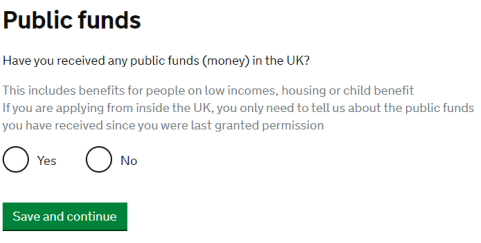 Public funds
Have you received any public funds (money) in the UK?
This includes benefits for people on low incomes, housing or child benefit
If you are applying from inside the UK, you only need to tell us about the public funds
you have received since you were last granted permission
Yes No
Save and continue